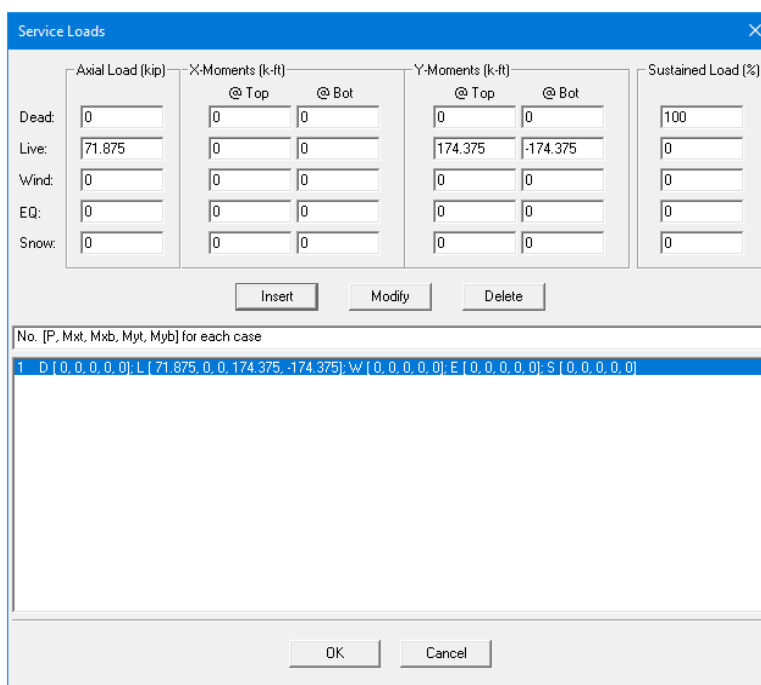 Service Loads
Axial Load (kip) X-Moments (k-ft) Y-Moments (k-ft) Sustained Load (%)
@ Top @ Bot @ Top @ Bot
Dead: 0 0 0 0 0 100
Live: 71.875 0 0 174.375 -174.375 0
Wind: 0 0 0 0 0 0
EQ: 0 0 0 0 0 0
Snow: 0 0 0 0 0 0
Insert Modify Delete
No. [P, Mxt, Mxb, Myt, Myb] for each case
1 D [ 0, 0, 0, 0, 0]; L [ 71.875, 0, 0, 174.375, -174.375]; W [ 0, 0, 0, 0, 0]; E [ 0, 0, 0, 0, 0]; S [ 0, 0, 0, 0, 0]
OK Cancel